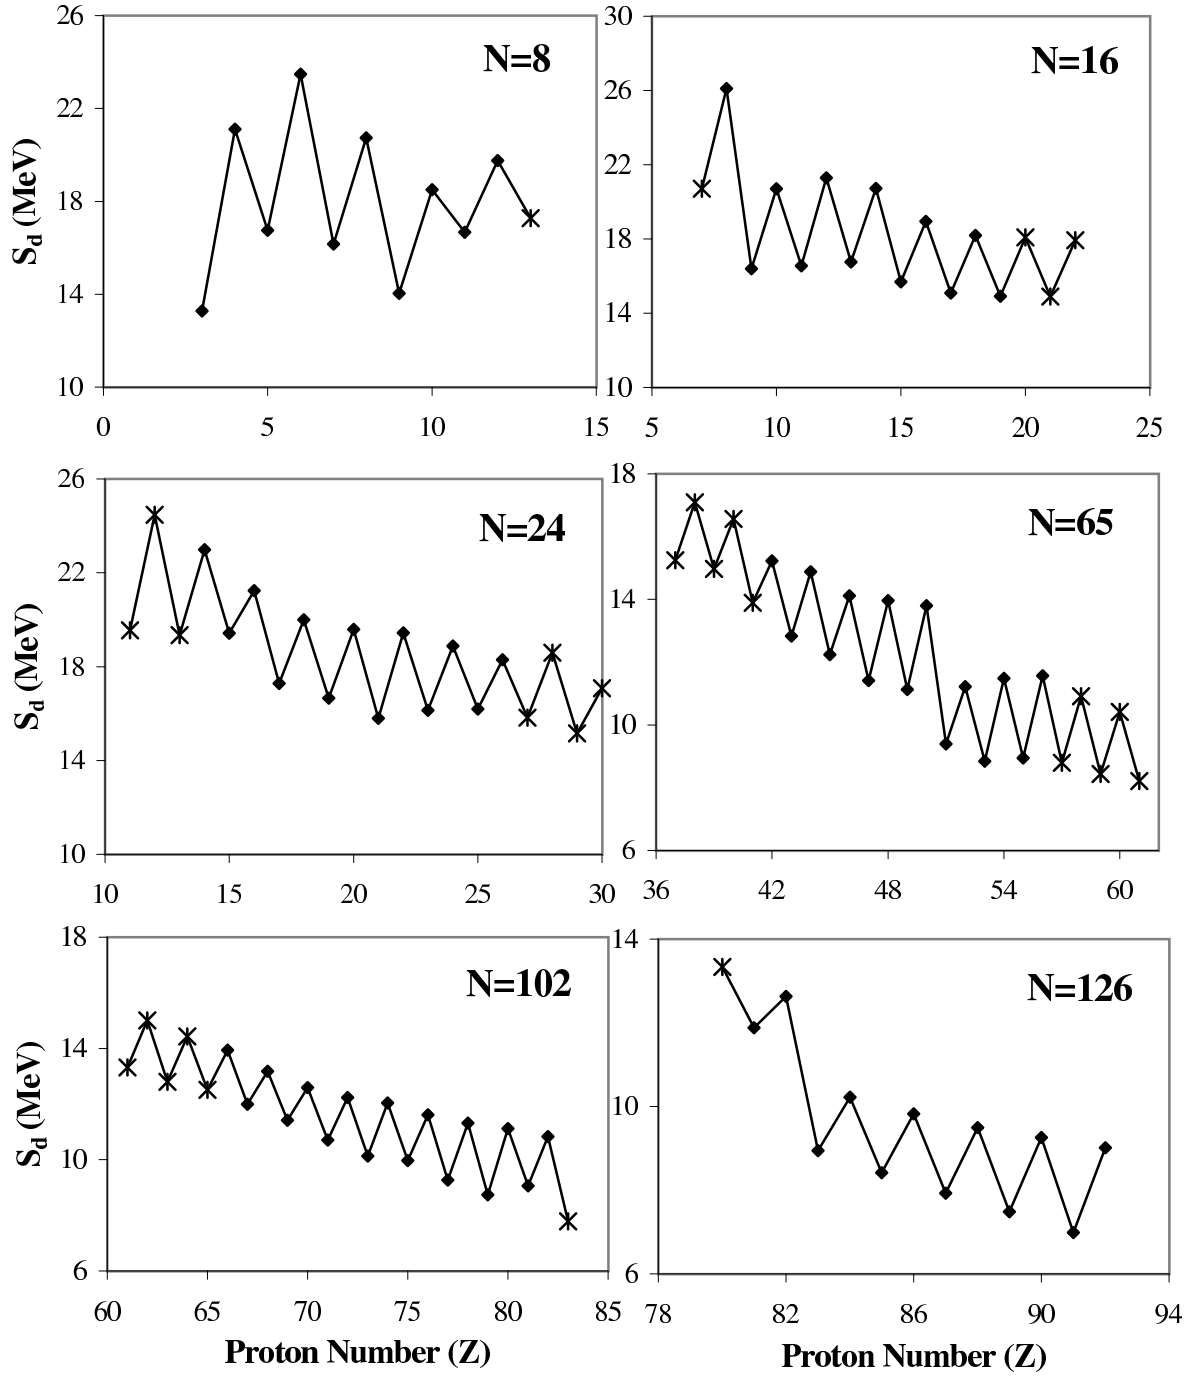 26
22
18
14
10
0 5 10 15
S_d (MeV)
N=8
30
26
22
18
14
10
5 10 15 20 25
N=16
26
22
18
14
10
10 15 20 25 30
S_d (MeV)
N=24
18
14
10
6
36 42 48 54 60
N=65
18
14
10
6
60 65 70 75 80 85
S_d (MeV)
N=102
Proton Number (Z)
14
10
6
78 82 86 90 94
N=126
Proton Number (Z)